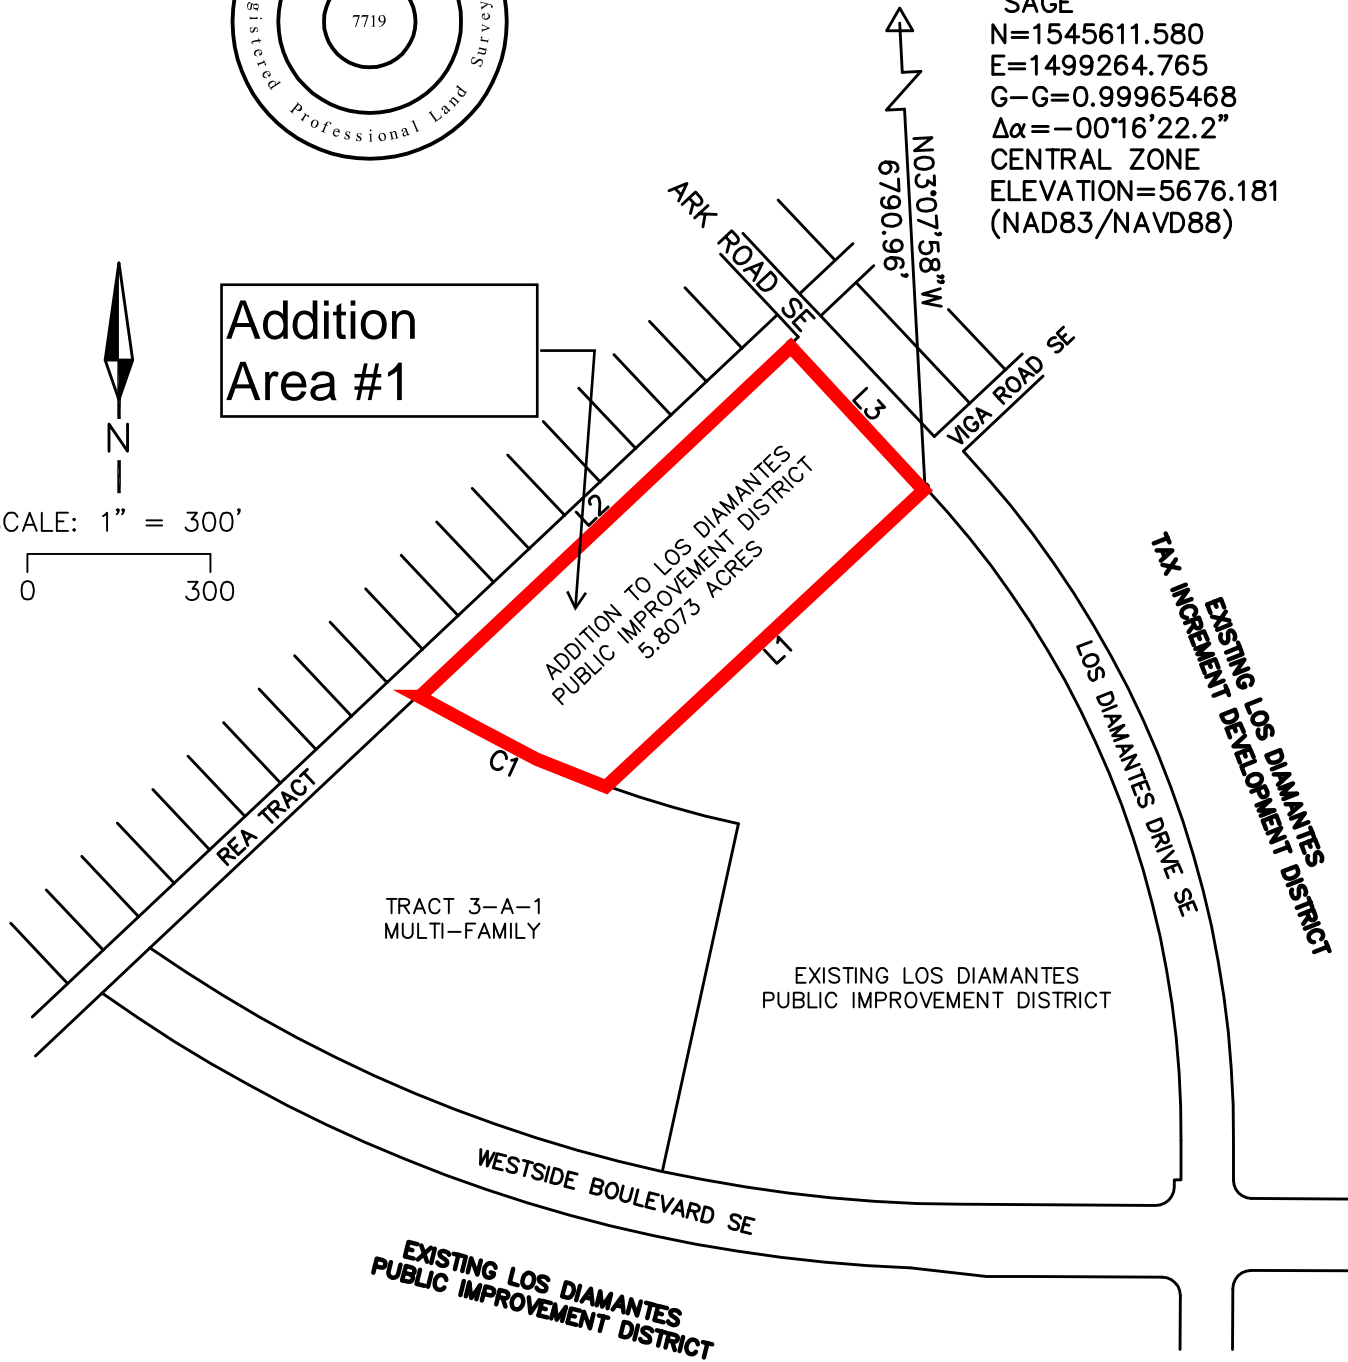 7719
Professional Land
SAGE
N=1545611.580
E=1499264.765
G-G=0.99965468
Δα=-00°16'22.2"
CENTRAL ZONE
ELEVATION=5676.181
(NAD83/NAVD88)
N03°07'58"W
6790.96'
ARK ROAD SE
VIGA ROAD SE
Addition
Area #1
N
SCALE: 1" = 300'
0 300
L3
L2
ADDITION TO LOS DIAMANTES
PUBLIC IMPROVEMENT DISTRICT
5.8073 ACRES
L1
C1
REA TRACT
LOS DIAMANTES DRIVE SE
EXISTING LOS DIAMANTES
TAX INCREMENT DEVELOPMENT DISTRICT
TRACT 3-A-1
MULTI-FAMILY
EXISTING LOS DIAMANTES
PUBLIC IMPROVEMENT DISTRICT
WESTSIDE BOULEVARD SE
EXISTING LOS DIAMANTES
PUBLIC IMPROVEMENT DISTRICT